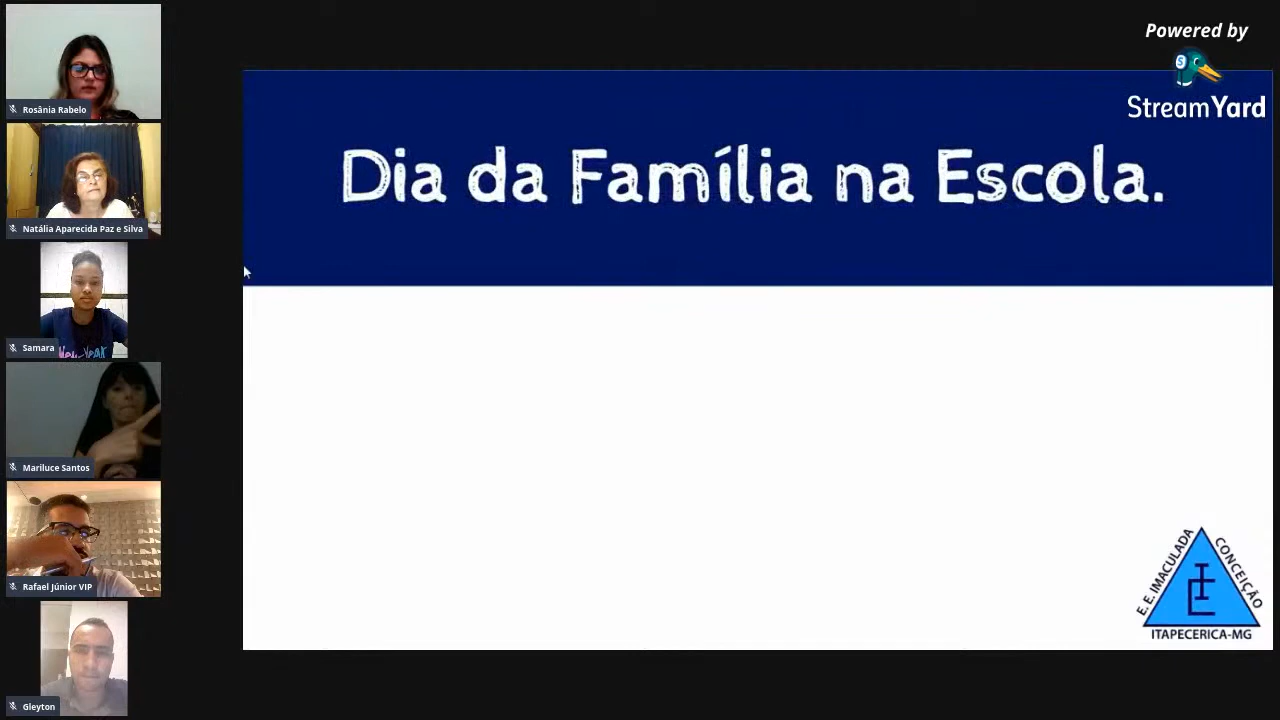 Rosânia Rabelo
Natália Aparecida Paz e Silva
Samara
Mariluce Santos
Rafael Júnior VIP
Gleyton
Powered by
StreamYard
Dia da Família na Escola.
E. E. IMACULADA CONCEIÇÃO
ITAPECERICA-MG